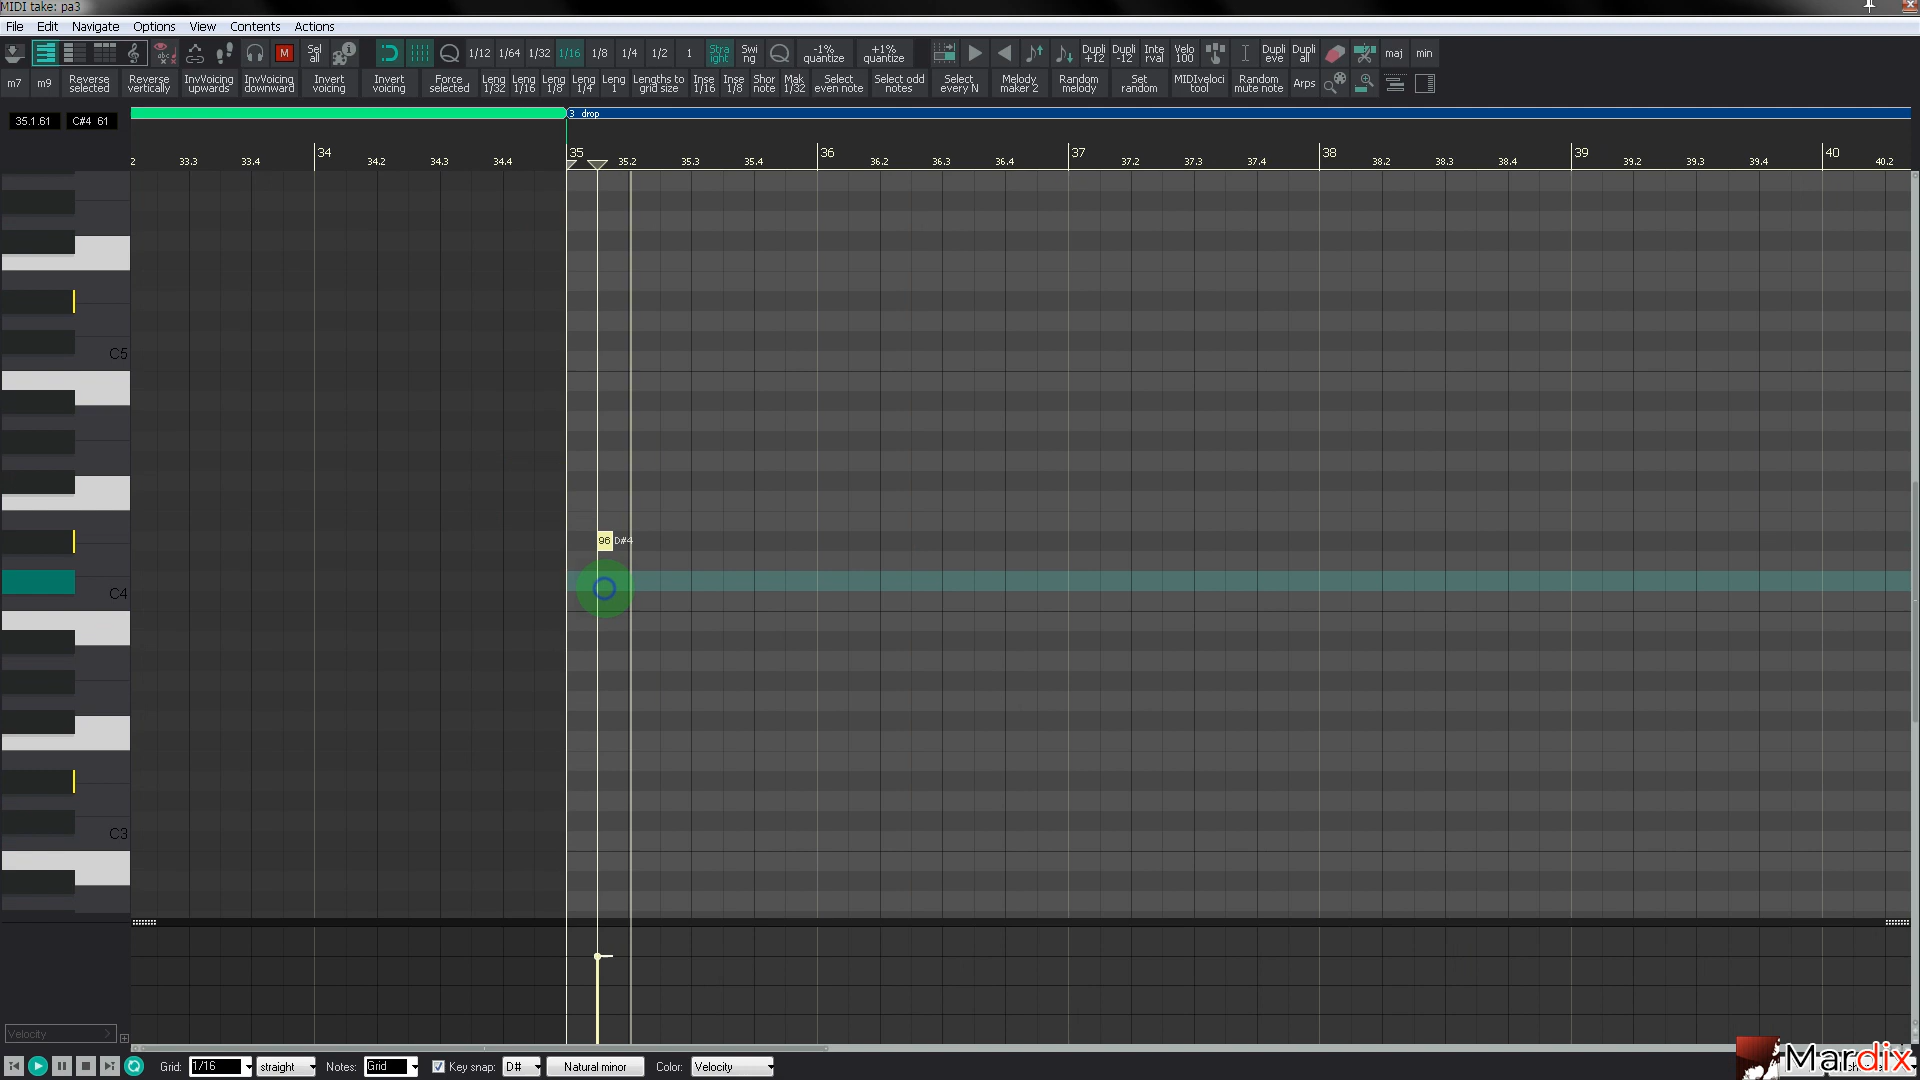 MIDI take: pa3
File Edit Navigate Options View Contents Actions
Sel all 1/12 1/64 1/32 1/16 1/8 1/4 1/2 1 Stra ight Swi ng -1% quantize +1% quantize Dupli +12 Dupli -12 Inte rval Velo 100 Dupli eve Dupli all maj min
m7 m9 Reverse selected Reverse vertically InvVoicing upwards InvVoicing downward Invert voicing Invert voicing Force selected Leng 1/32 Leng 1/16 Leng 1/8 Leng 1/4 Leng 1 Lengths to grid size Inse 1/16 Inse 1/8 Shor note Mak 1/32 Select even note Select odd notes Select every N Melody maker 2 Random melody Set random MIDIveloci tool Random mute note Arps
35.1.61 C#4 61
3 drop
34 35 36 37 38 39 40
2 33.3 33.4 34.2 34.3 34.4 35.2 35.3 35.4 36.2 36.3 36.4 37.2 37.3 37.4 38.2 38.3 38.4 39.2 39.3 39.4 40.2
C5
96 D#4
C4
C3
Velocity
Grid: 1/16 straight Notes: Grid Key snap: D# Natural minor Color: Velocity
Mardix